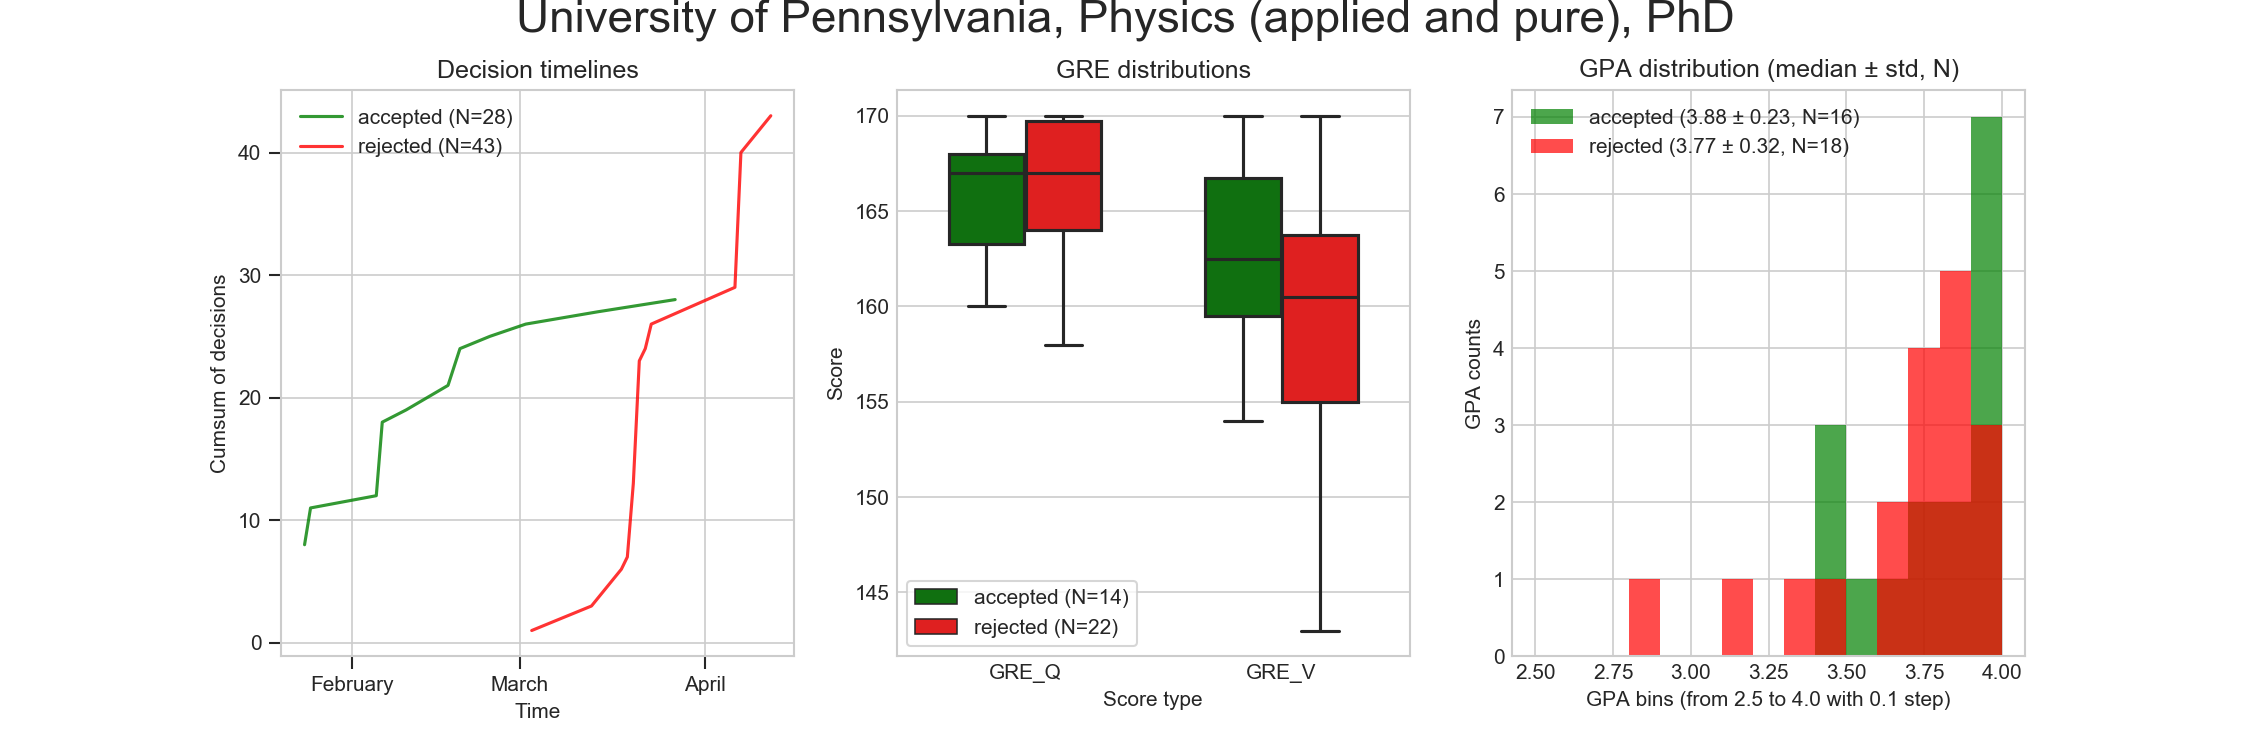 University of Pennsylvania, Physics (applied and pure), PhD
Decision timelines
accepted (N=28)
rejected (N=43)
Cumsum of decisions
40
30
20
10
0
February
March
April
Time
GRE distributions
Score
170
165
160
155
150
145
accepted (N=14)
rejected (N=22)
GRE_Q
GRE_V
Score type
GPA distribution (median ± std, N)
accepted (3.88 ± 0.23, N=16)
rejected (3.77 ± 0.32, N=18)
GPA counts
7
6
5
4
3
2
1
0
2.50
2.75
3.00
3.25
3.50
3.75
4.00
GPA bins (from 2.5 to 4.0 with 0.1 step)